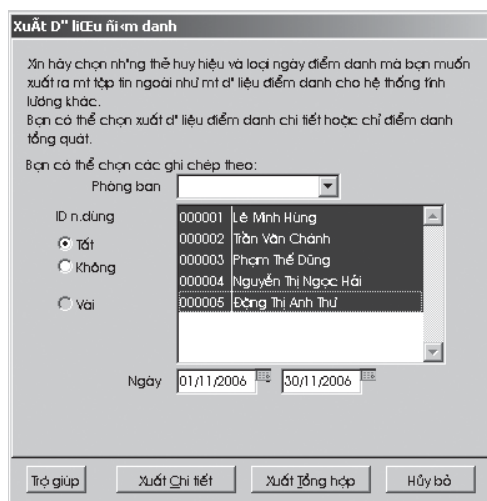 XuÃt D" liŒu ñi‹m danh
Xin hãy chọn nh"ng thẻ huy hiệu và loại ngày điểm danh mà bạn muốn
xuất ra mt tập tin ngoài như mt d" liệu điểm danh cho hệ thống tính
lương khác.
Bạn có thể chọn xuất d" liệu điểm danh chi tiết hoặc chỉ điểm danh
tổng quát.
Bạn có thể chọn các ghi chép theo:
Phòng ban
ID n.dùng
Tất
Không
Vài
000001 Lê Minh Hùng
000002 Trần Văn Chánh
000003 Phạm Thế Dũng
000004 Nguyễn Thị Ngọc Hải
000005 Đặng Thị Anh Thư
Ngày 01/11/2006 30/11/2006
Trợ giúp Xuất Chi tiết Xuất Tổng hợp Hủy bỏ